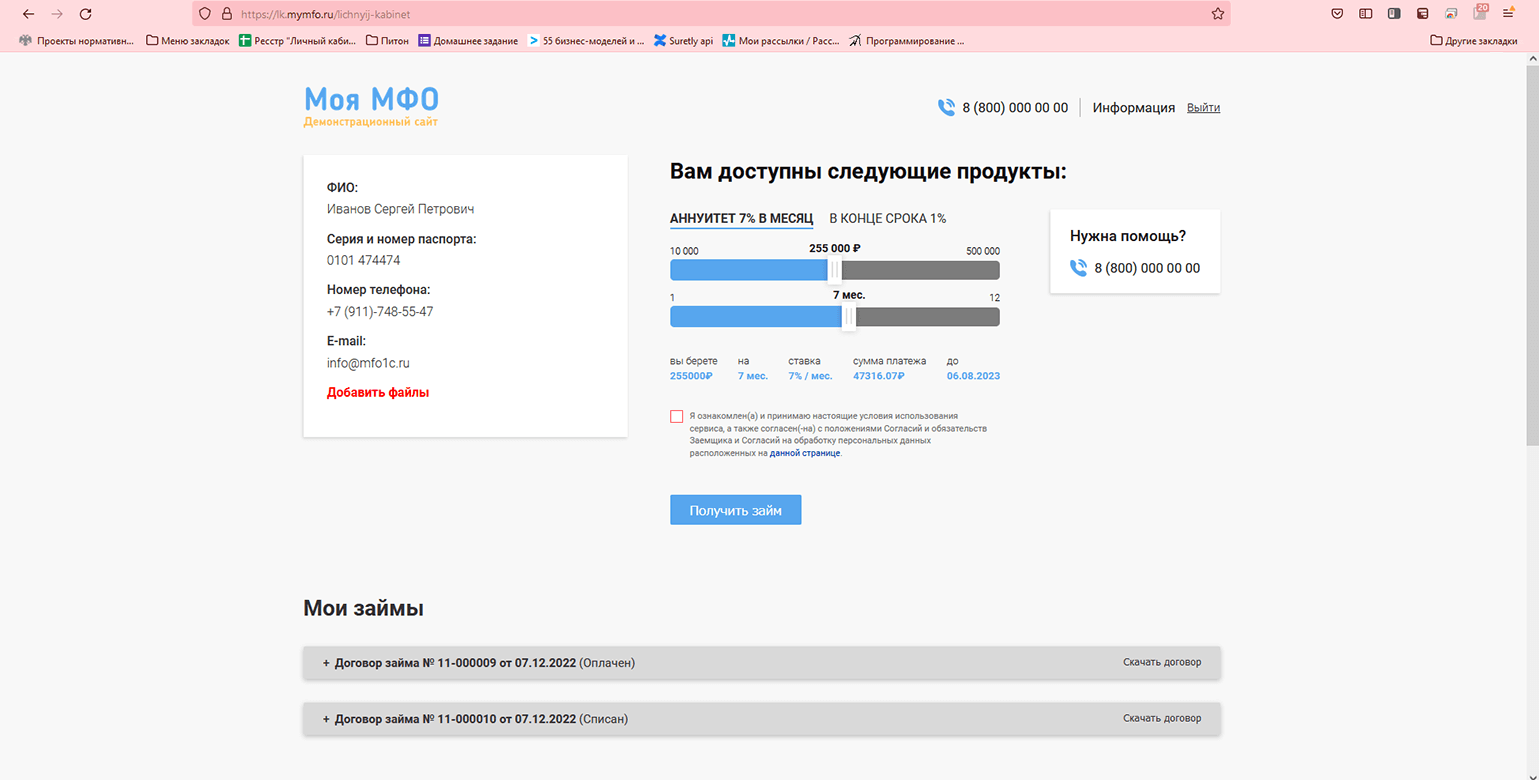 https://lk.mymfo.ru/lichnyij-kabinet
20
Проекты нормативн...
Меню закладок
Ресстр "Личный каби...
Питон
Домашнее задание
55 бизнес-моделей и ...
Suretly api
Мои рассылки / Расс...
Программирование ...
Другие закладки
Моя МФО
Демонстрационный сайт
8 (800) 000 00 00
Информация
Выйти
ФИО:
Иванов Сергей Петрович
Серия и номер паспорта:
0101 474474
Номер телефона:
+7 (911)-748-55-47
E-mail:
info@mfo1c.ru
Добавить файлы
Вам доступны следующие продукты:
АННУИТЕТ 7% В МЕСЯЦ
В КОНЦЕ СРОКА 1%
10 000
255 000 ₽
500 000
1
7 мес.
12
вы берете
255000₽
на
7 мес.
ставка
7% / мес.
сумма платежа
47316.07₽
до
06.08.2023
Я ознакомлен(а) и принимаю настоящие условия использования
сервиса, а также согласен(-на) с положениями Согласий и обязательств
Заемщика и Согласий на обработку персональных данных
расположенных на данной странице.
Получить займ
Нужна помощь?
8 (800) 000 00 00
Мои займы
+ Договор займа № 11-000009 от 07.12.2022 (Оплачен)
Скачать договор
+ Договор займа № 11-000010 от 07.12.2022 (Списан)
Скачать договор